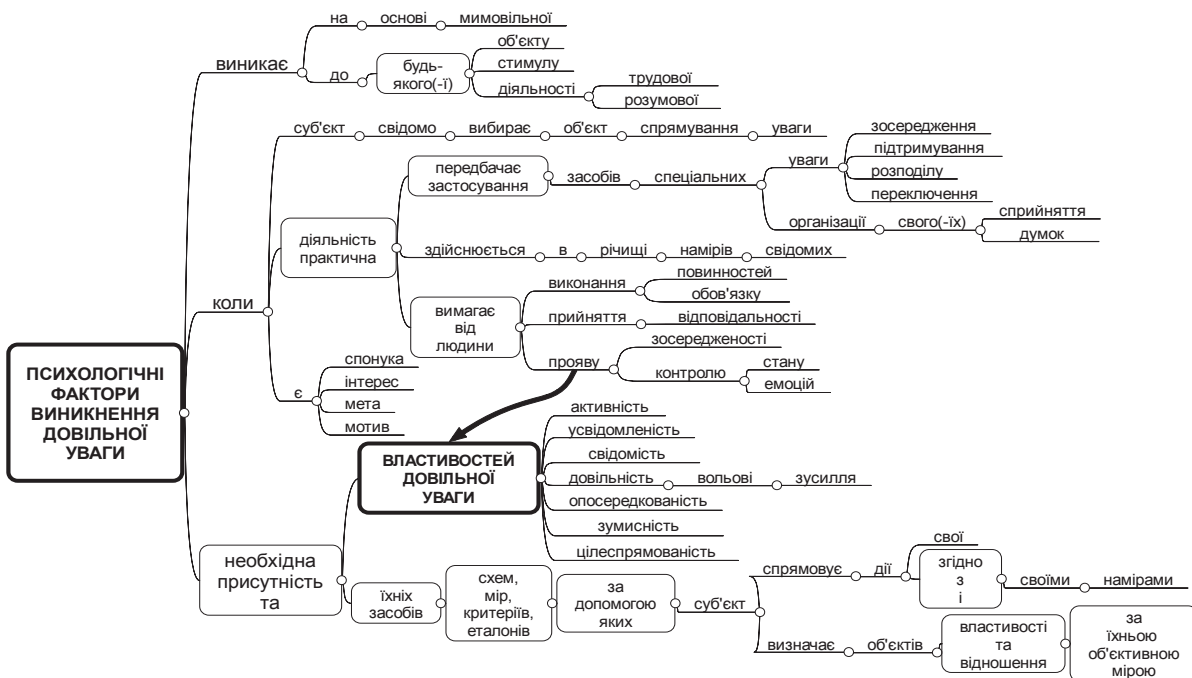 ПСИХОЛОГІЧНІ
ФАКТОРИ
ВИНИКНЕННЯ
ДОВІЛЬНОЇ
УВАГИ
виникає
на основі мимовільної
до
будь-
якого(-ї)
об'єкту
стимулу
діяльності
трудової
розумової
коли
суб'єкт свідомо вибирає об'єкт спрямування уваги
діяльність
практична
передбачає
застосування
засобів спеціальних
уваги
зосередження
підтримування
розподілу
переключення
організації свого(-їх)
сприйняття
думок
здійснюється в річищі намірів свідомих
вимагає
від
людини
виконання
повинностей
обов'язку
прийняття відповідальності
прояву
зосередженості
контролю
стану
емоцій
є
спонука
інтерес
мета
мотив
необхідна
присутність
та
ВЛАСТИВОСТЕЙ
ДОВІЛЬНОЇ
УВАГИ
активність
усвідомленість
свідомість
довільність вольові зусилля
опосередкованість
зумисність
цілеспрямованість
їхніх
засобів
схем,
мір,
критеріїв,
еталонів
за
допомогою
яких
суб'єкт
спрямовує дії
свої
згідно
з
і
своїми намірами
визначає об'єктів
властивості
та
відношення
за
їхньою
об'єктивною
мірою